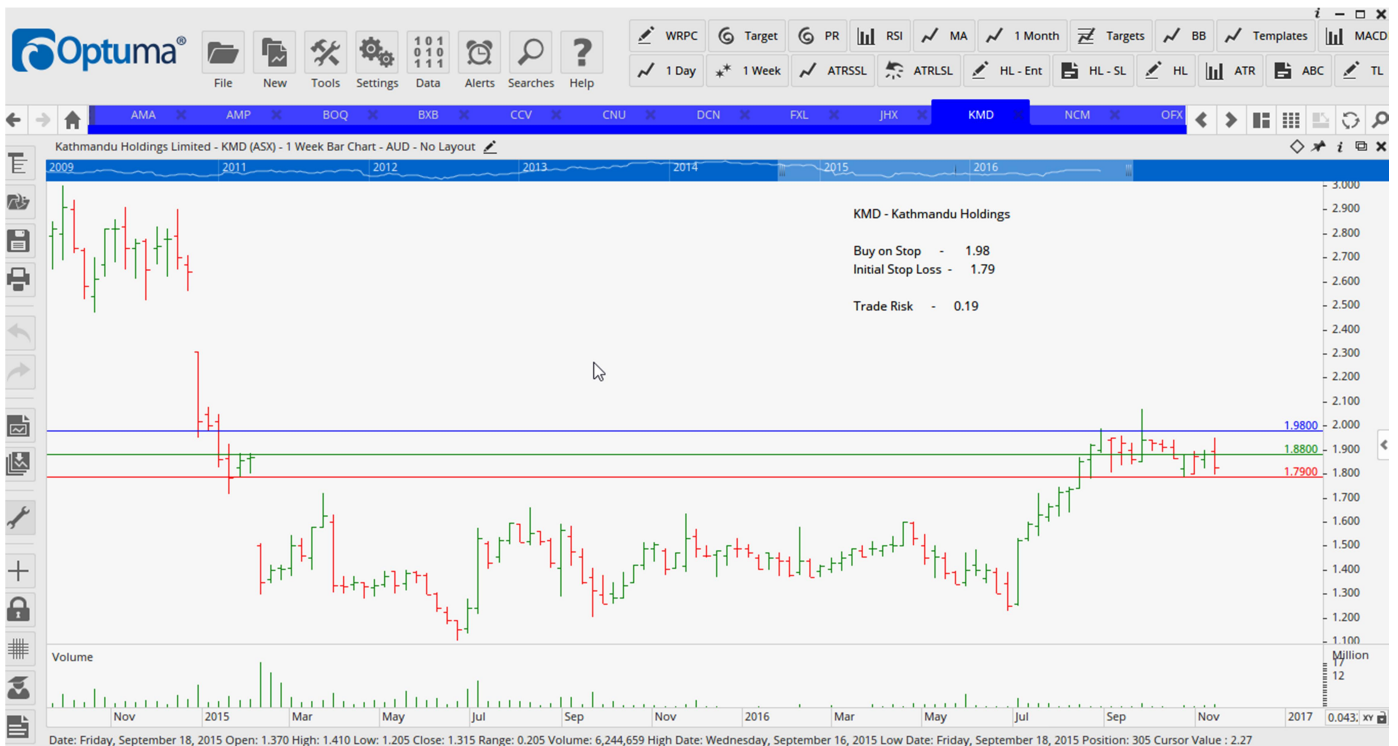 Optuma®
File New Tools Settings Data Alerts Searches Help
101
010
111
WRPC Target PR RSI MA 1 Month Targets BB Templates MACD
1 Day 1 Week ATRSSL ATRLSL HL - Ent HL - SL HL ATR ABC TL
AMA AMP BOQ BXB CCV CNU DCN FXL JHX KMD NCM OFX
Kathmandu Holdings Limited - KMD (ASX) - 1 Week Bar Chart - AUD - No Layout
2009 2011 2012 2013 2014 2015 2016
KMD - Kathmandu Holdings
Buy on Stop - 1.98
Initial Stop Loss - 1.79
Trade Risk - 0.19
3.000
2.900
2.800
2.700
2.600
2.500
2.400
2.300
2.200
2.100
2.000
1.900
1.800
1.700
1.600
1.500
1.400
1.300
1.200
1.100
1.9800
1.8800
1.7900
Volume
Million
17
12
Nov 2015 Mar May Jul Sep Nov 2016 Mar May Jul Sep Nov 2017 XY
Date: Friday, September 18, 2015 Open: 1.370 High: 1.410 Low: 1.205 Close: 1.315 Range: 0.205 Volume: 6,244,659 High Date: Wednesday, September 16, 2015 Low Date: Friday, September 18, 2015 Position: 305 Cursor Value : 2.27